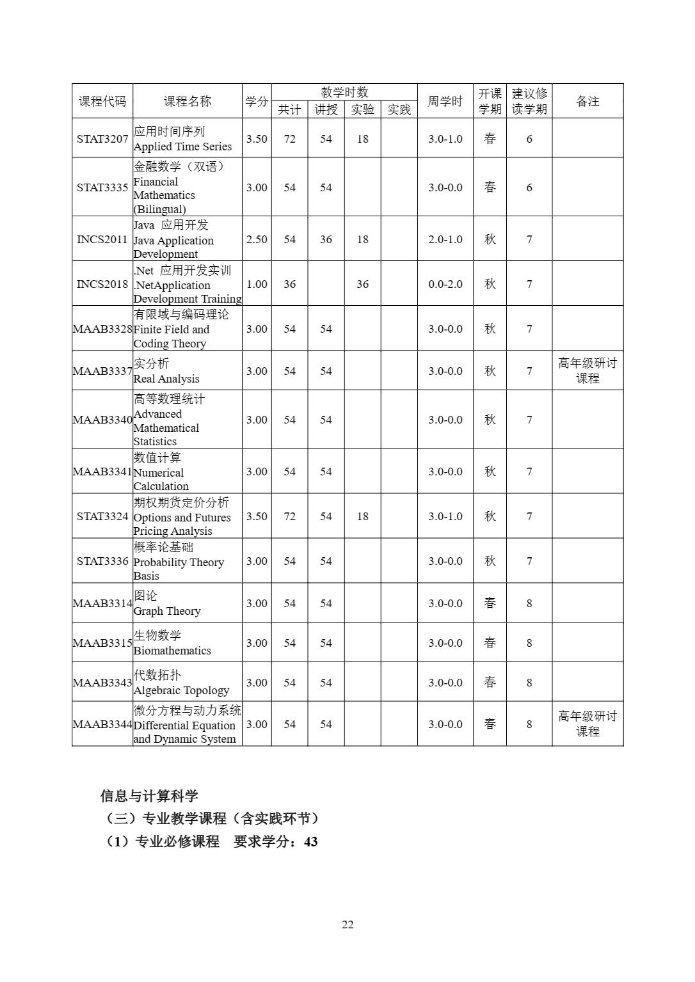 课程代码 课程名称 学分 教学时数 周学时 开课学期 建议修读学期 备注
共计 讲授 实验 实践
STAT3207 应用时间序列 Applied Time Series 3.50 72 54 18 3.0-1.0 春 6
STAT3335 金融数学（双语） Financial Mathematics (Bilingual) 3.00 54 54 3.0-0.0 春 6
INCS2011 Java 应用开发 Java Application Development 2.50 54 36 18 2.0-1.0 秋 7
INCS2018 .Net 应用开发实训 .NetApplication Development Training 1.00 36 36 0.0-2.0 秋 7
MAAB3328 有限域与编码理论 Finite Field and Coding Theory 3.00 54 54 3.0-0.0 秋 7
MAAB3337 实分析 Real Analysis 3.00 54 54 3.0-0.0 秋 7 高年级研讨课程
MAAB3340 高等数理统计 Advanced Mathematical Statistics 3.00 54 54 3.0-0.0 秋 7
MAAB3341 数值计算 Numerical Calculation 3.00 54 54 3.0-0.0 秋 7
STAT3324 期权期货定价分析 Options and Futures Pricing Analysis 3.50 72 54 18 3.0-1.0 秋 7
STAT3336 概率论基础 Probability Theory Basis 3.00 54 54 3.0-0.0 秋 7
MAAB3314 图论 Graph Theory 3.00 54 54 3.0-0.0 春 8
MAAB3315 生物数学 Biomathematics 3.00 54 54 3.0-0.0 春 8
MAAB3343 代数拓扑 Algebraic Topology 3.00 54 54 3.0-0.0 春 8
MAAB3344 微分方程与动力系统 Differential Equation and Dynamic System 3.00 54 54 3.0-0.0 春 8 高年级研讨课程
信息与计算科学
（三）专业教学课程（含实践环节）
（1）专业必修课程 要求学分：43
22